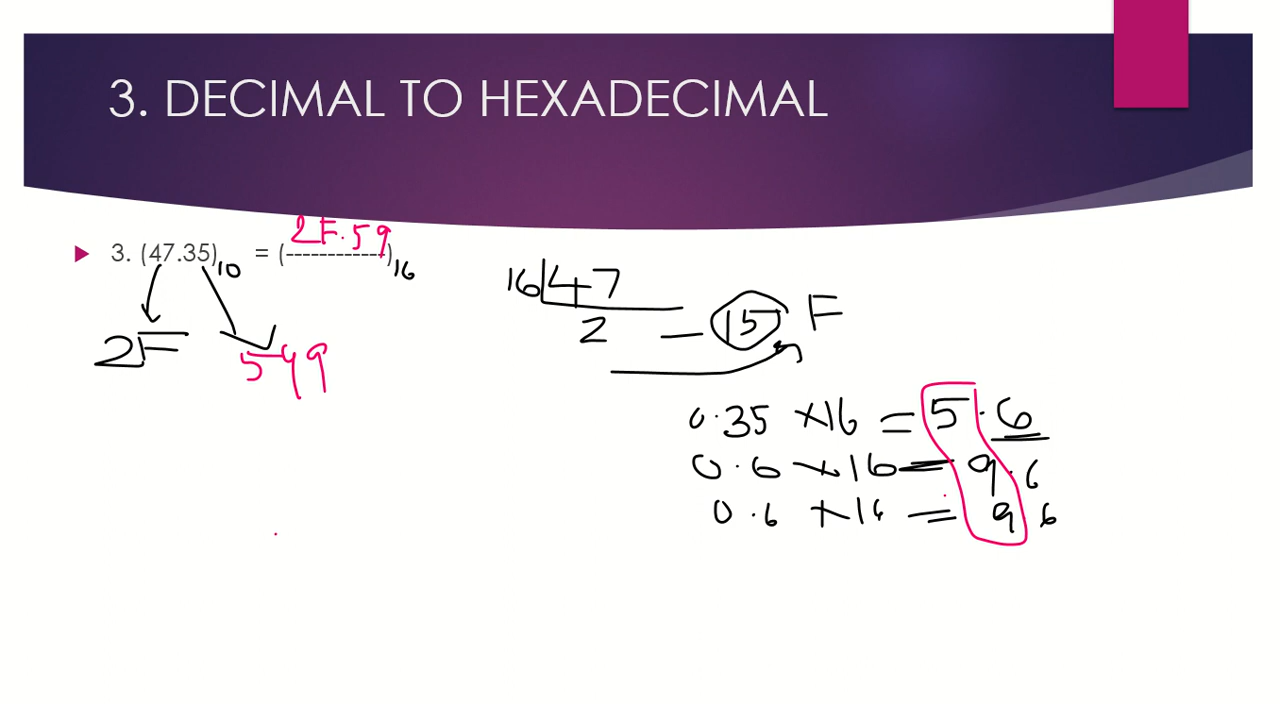 3. DECIMAL TO HEXADECIMAL
3. (47.35)10 = (2F.59)16
2F 599
16 47
2 — 15 F
0.35 × 16 = 5.6
0.6 × 16 = 9.6
0.6 × 16 = 9 6